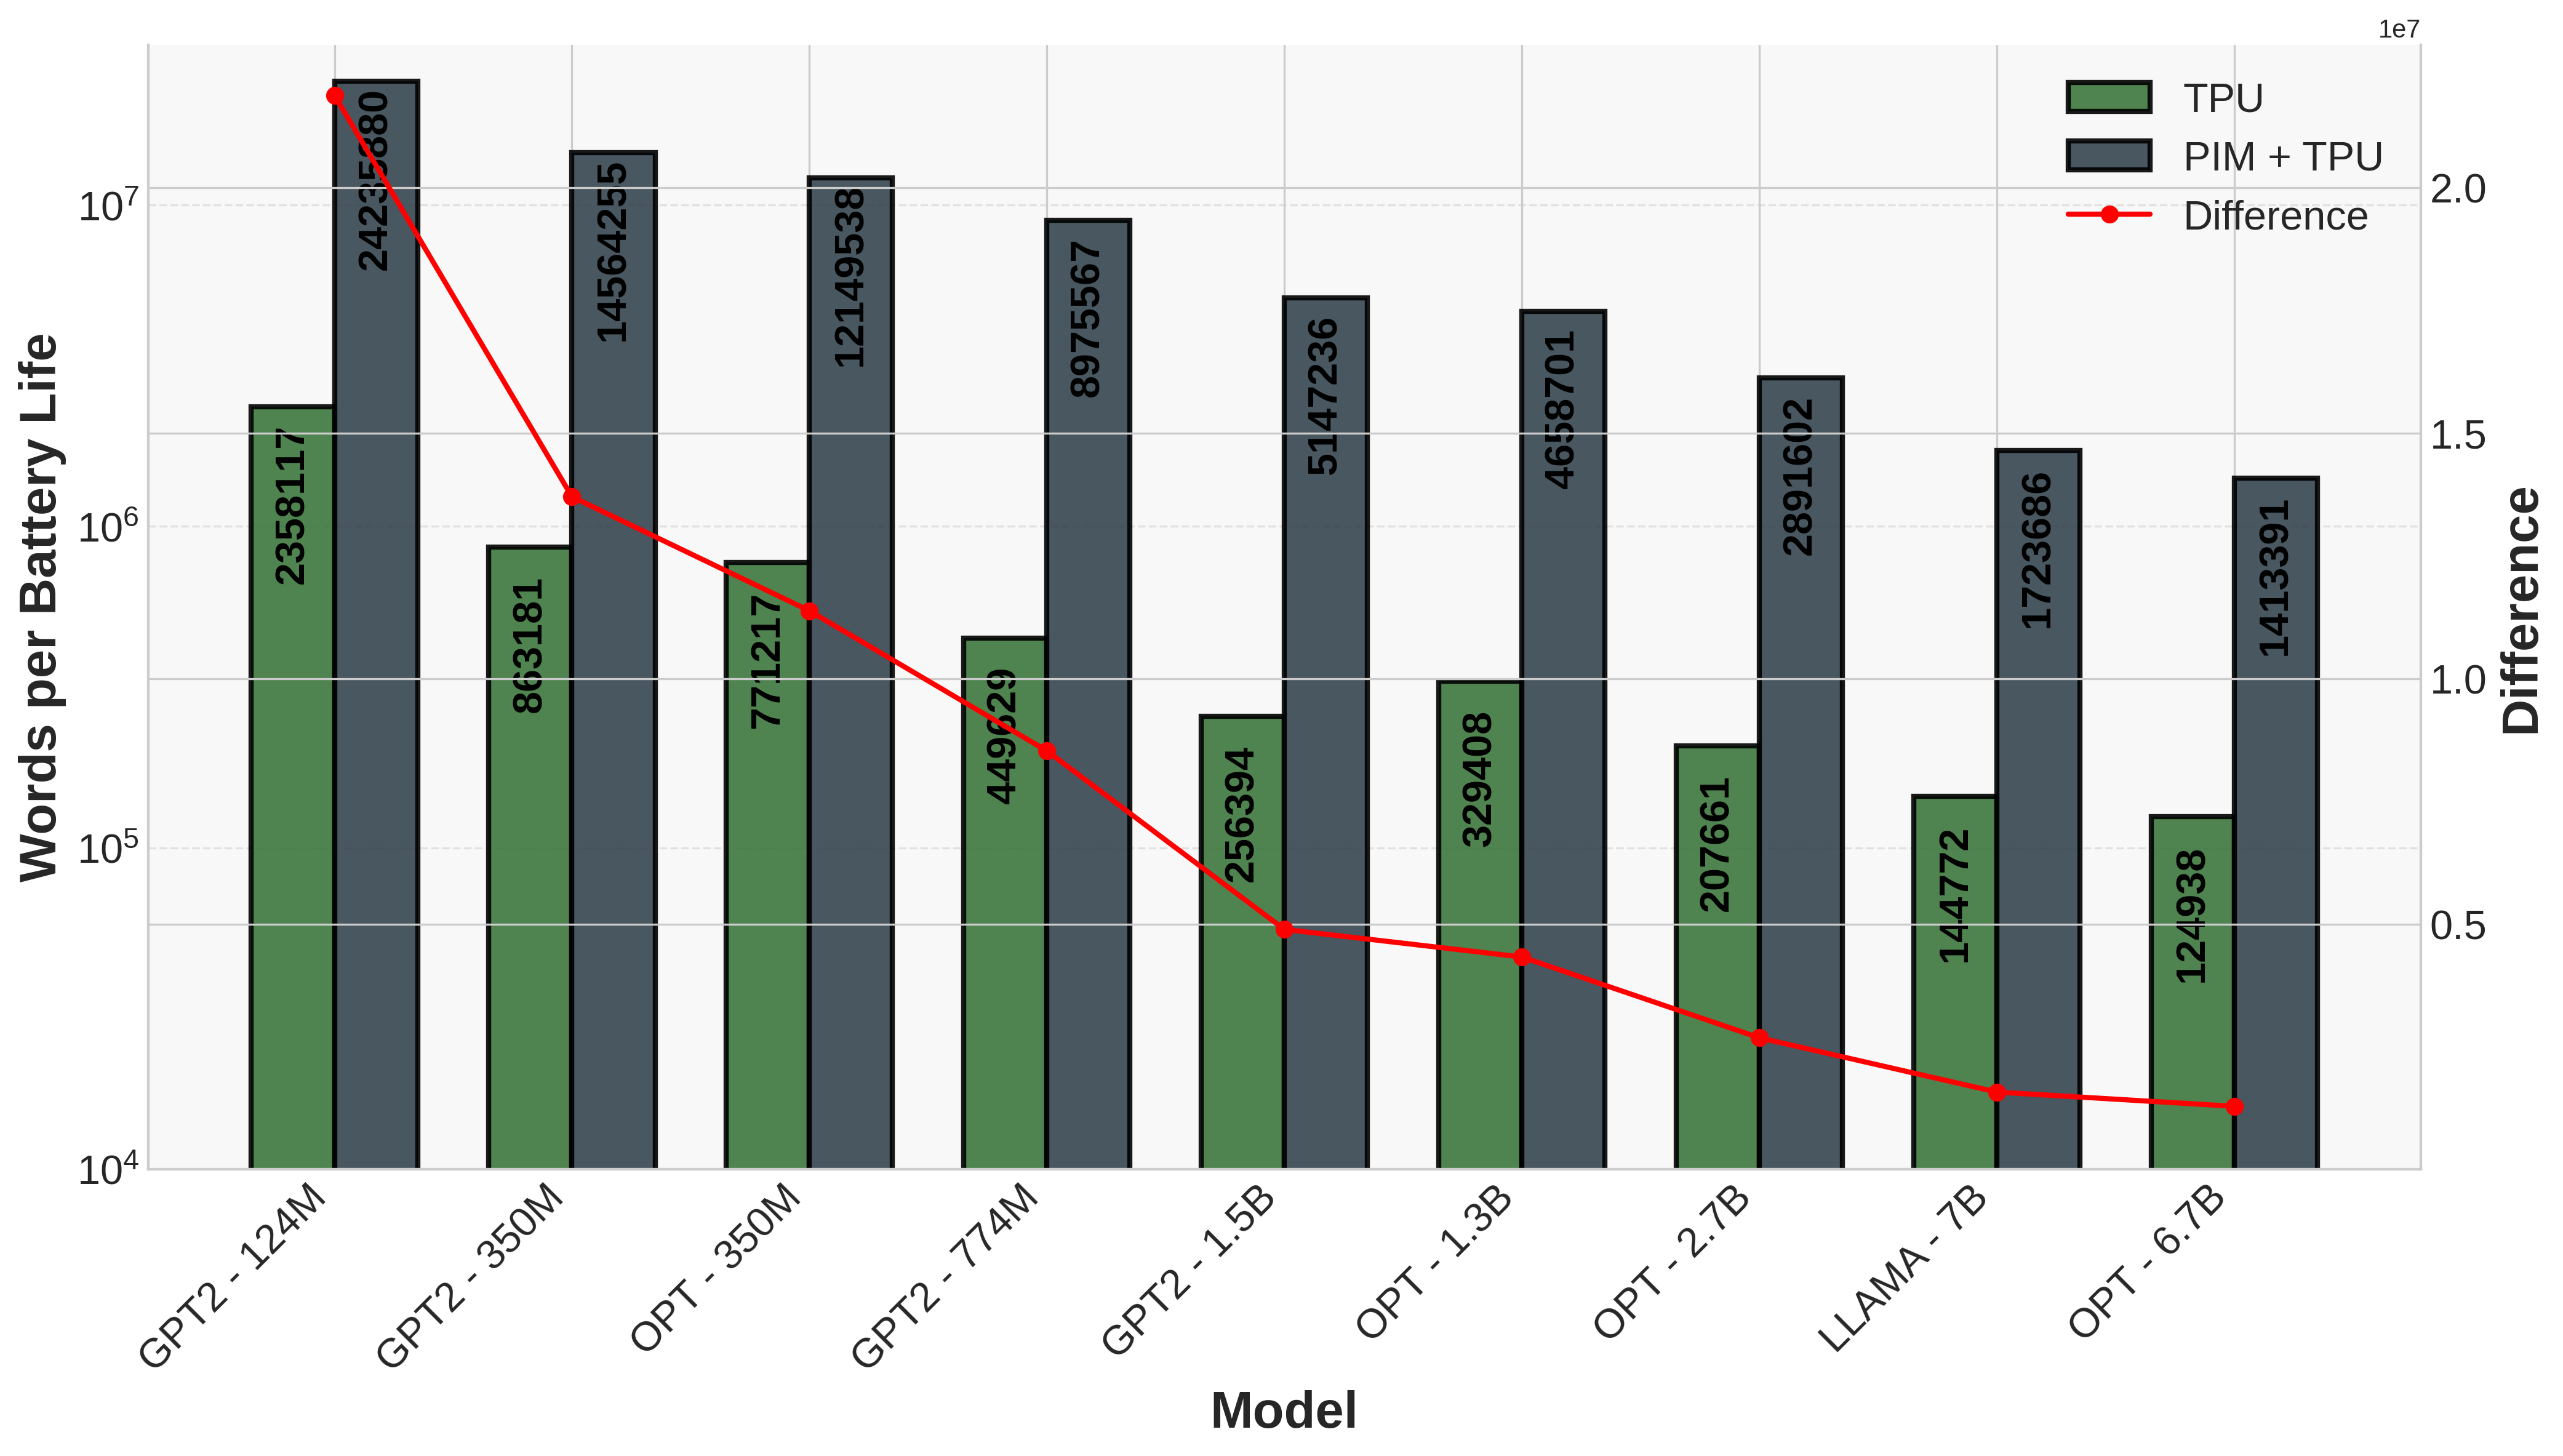 1e7
TPU
PIM + TPU
Difference
Words per Battery Life
10^7
10^6
10^5
10^4
2358117
24235880
863181
14564255
771217
12149538
449629
8975567
256394
5147236
329408
4658701
207661
2891602
144772
1723686
124938
1413391
2.0
1.5
1.0
0.5
Difference
GPT2 - 124M
GPT2 - 350M
OPT - 350M
GPT2 - 774M
GPT2 - 1.5B
OPT - 1.3B
OPT - 2.7B
LLAMA - 7B
OPT - 6.7B
Model